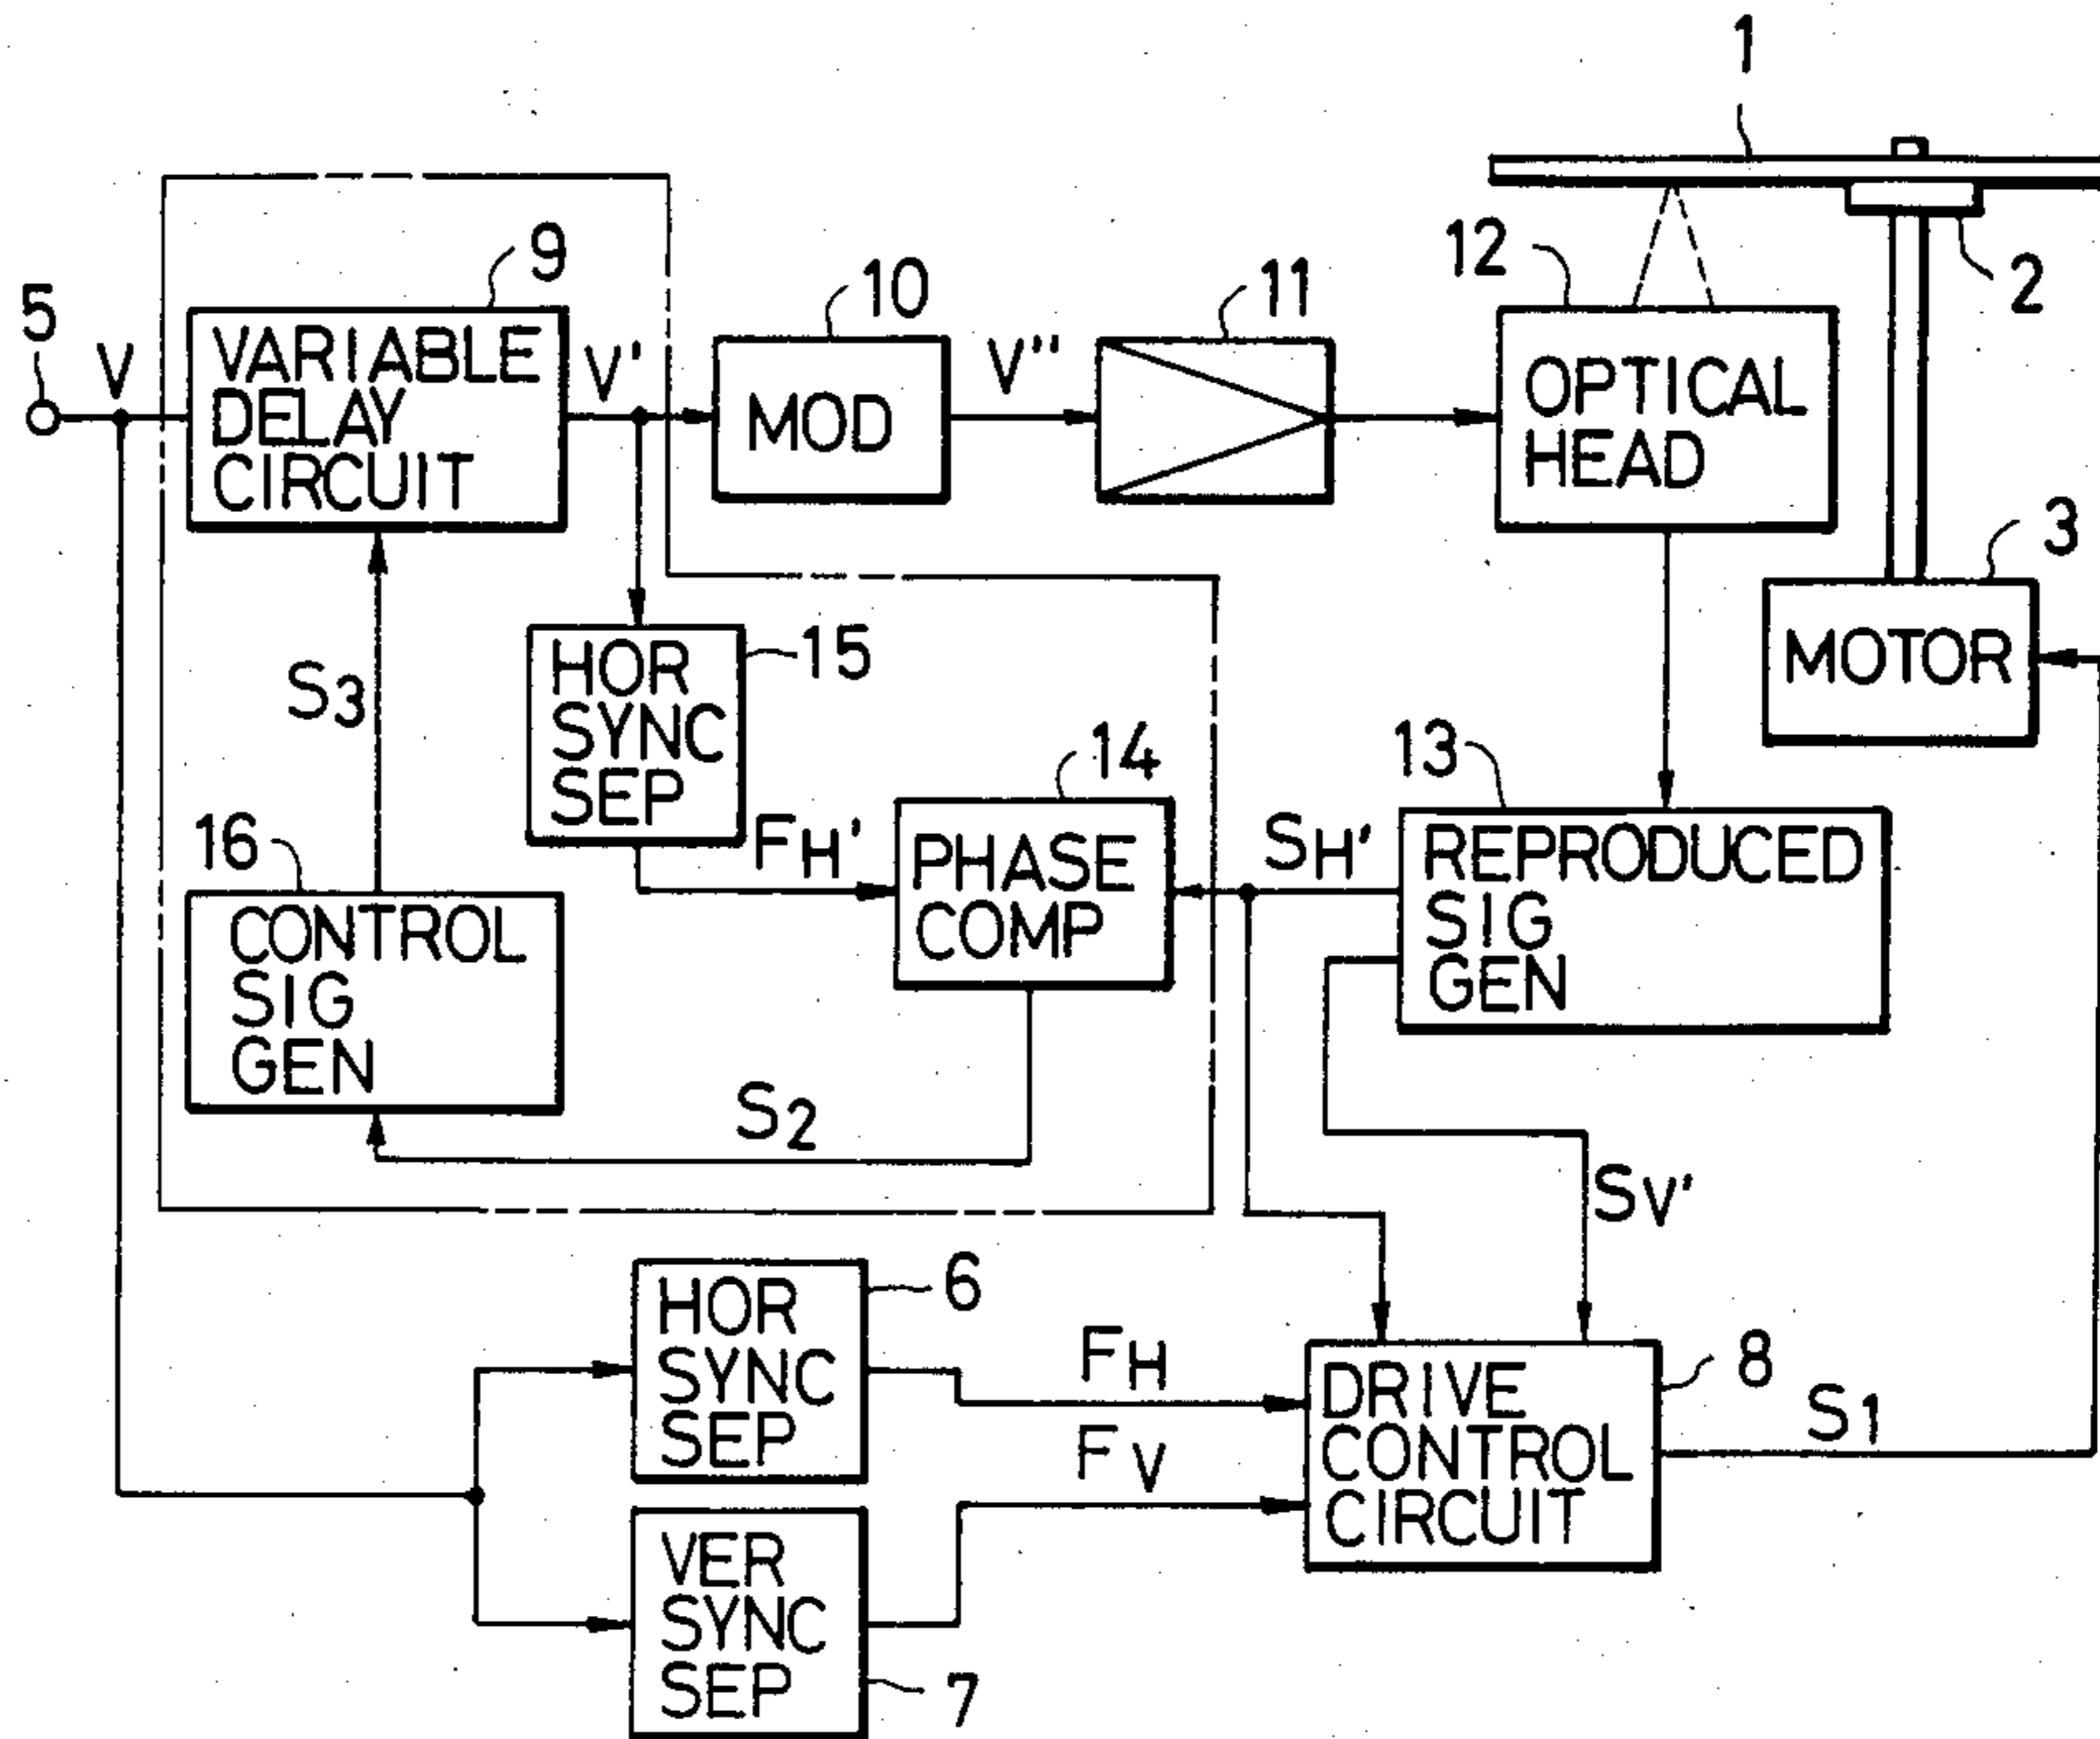 1
5
V
9
VARIABLE
DELAY
CIRCUIT
V'
10
MOD
V''
11
12
OPTICAL
HEAD
2
3
MOTOR
S3
15
HOR
SYNC
SEP
FH'
14
PHASE
COMP
SH'
13
REPRODUCED
SIG
GEN
16
CONTROL
SIG
GEN
S2
SV'
6
HOR
SYNC
SEP
FH
FV
8
DRIVE
CONTROL
CIRCUIT
S1
VER
SYNC
SEP
7